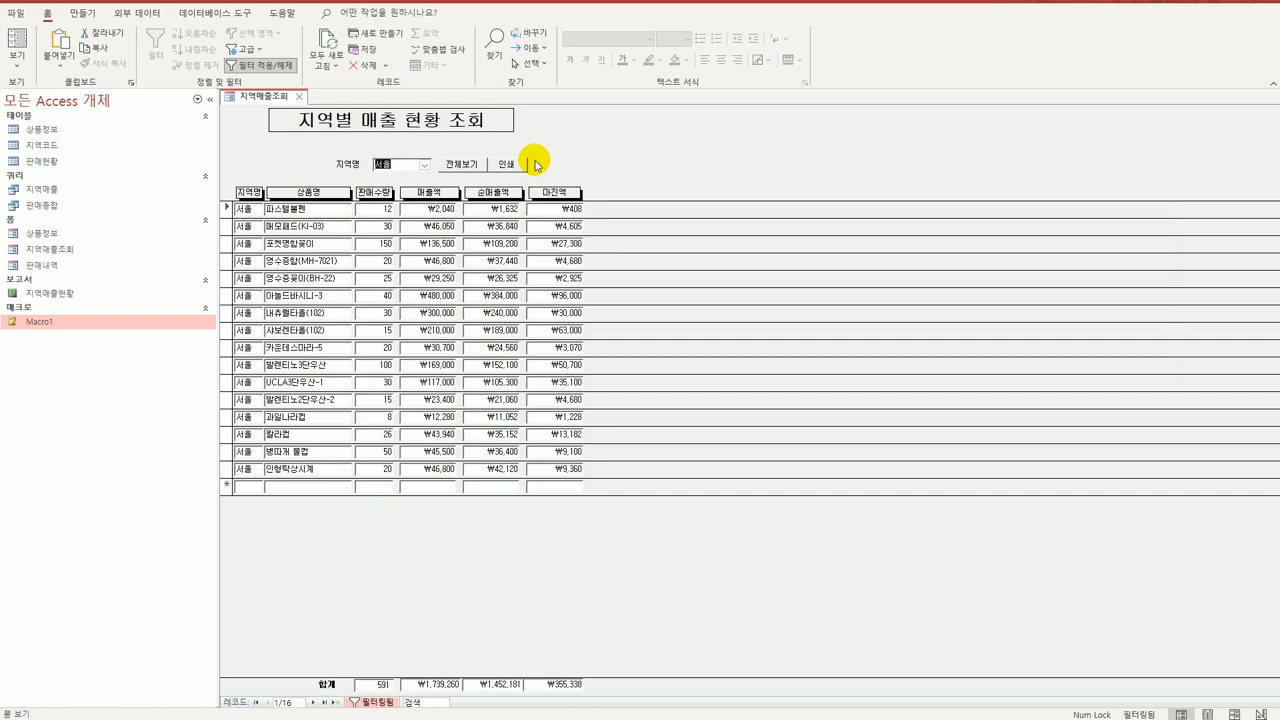 파일 홈 만들기 외부 데이터 데이터베이스 도구 도움말 어떤 작업을 원하시나요?
보기 붙여넣기 잘라내기 복사 서식 복사 필터 오름차순 내림차순 정렬 제거 선택 영역 고급 필터 적용/해제 모두 새로 고침 새로 만들기 저장 삭제 요약 맞춤법 검사 기타 찾기 바꾸기 이동 선택 가 가 가 가
보기 클립보드 정렬 및 필터 레코드 찾기 텍스트 서식
모든 Access 개체
테이블
상품정보
지역코드
판매현황
쿼리
지역매출
판매종합
폼
상품정보
지역매출조회
판매내역
보고서
지역매출현황
매크로
Macro1
지역매출조회
지역별 매출 현황 조회
지역명 서울 전체보기 인쇄
지역명 상품명 판매수량 매출액 순매출액 마진액
서울 파스텔볼펜 12 ₩2,040 ₩1,632 ₩408
서울 메모패드(KI-03) 30 ₩46,050 ₩36,840 ₩4,605
서울 포켓명함꽂이 150 ₩136,500 ₩109,200 ₩27,300
서울 영수증함(MH-7021) 20 ₩46,800 ₩37,440 ₩4,680
서울 영수증꽂이(BH-22) 25 ₩29,250 ₩26,325 ₩2,925
서울 아놀드바시니-3 40 ₩480,000 ₩384,000 ₩96,000
서울 내츄럴타올(102) 30 ₩300,000 ₩240,000 ₩30,000
서울 샤보렌타올(102) 15 ₩210,000 ₩189,000 ₩63,000
서울 카운테스마라-5 20 ₩30,700 ₩24,560 ₩3,070
서울 발렌티노3단우산 100 ₩169,000 ₩152,100 ₩50,700
서울 UCLA3단우산-1 30 ₩117,000 ₩105,300 ₩35,100
서울 발렌티노2단우산-2 15 ₩23,400 ₩21,060 ₩4,680
서울 과일나라컵 8 ₩12,280 ₩11,052 ₩1,228
서울 칼라컵 26 ₩43,940 ₩35,152 ₩13,182
서울 병따개 물컵 50 ₩45,500 ₩36,400 ₩9,100
서울 인형탁상시계 20 ₩46,800 ₩42,120 ₩9,360
합계 591 ₩1,739,260 ₩1,452,181 ₩355,338
레코드: 1/16 필터링됨 검색
폼 보기 Num Lock 필터링됨